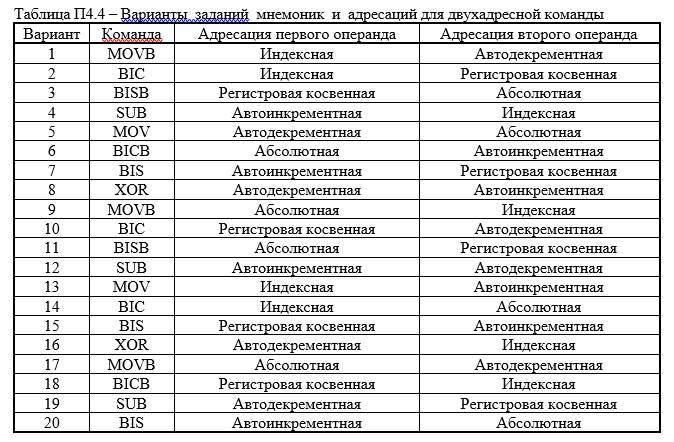 Таблица П4.4 – Варианты заданий мнемоник и адресаций для двухадресной команды
Вариант Команда Адресация первого операнда Адресация второго операнда
1 MOVB Индексная Автодекрементная
2 BIC Индексная Регистровая косвенная
3 BISB Регистровая косвенная Абсолютная
4 SUB Автоинкрементная Индексная
5 MOV Автодекрементная Абсолютная
6 BICB Абсолютная Автоинкрементная
7 BIS Автоинкрементная Регистровая косвенная
8 XOR Автодекрементная Автоинкрементная
9 MOVB Абсолютная Индексная
10 BIC Регистровая косвенная Автодекрементная
11 BISB Абсолютная Регистровая косвенная
12 SUB Автоинкрементная Автодекрементная
13 MOV Индексная Автоинкрементная
14 BIC Индексная Абсолютная
15 BIS Регистровая косвенная Автоинкрементная
16 XOR Автодекрементная Индексная
17 MOVB Абсолютная Автодекрементная
18 BICB Регистровая косвенная Индексная
19 SUB Автодекрементная Регистровая косвенная
20 BIS Автоинкрементная Абсолютная